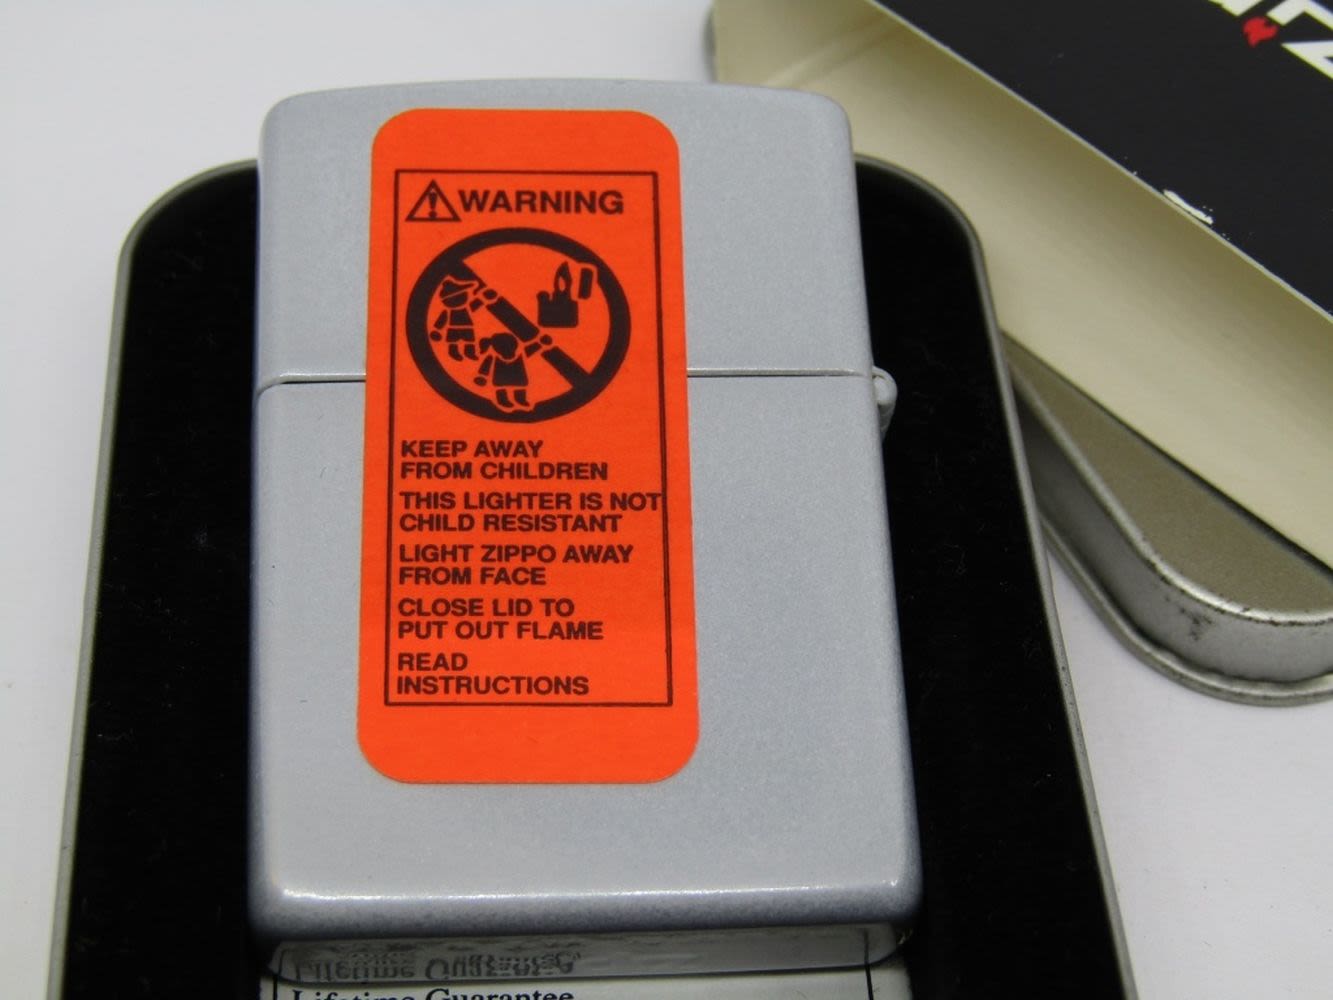 WARNING
KEEP AWAY
FROM CHILDREN
THIS LIGHTER IS NOT
CHILD RESISTANT
LIGHT ZIPPO AWAY
FROM FACE
CLOSE LID TO
PUT OUT FLAME
READ
INSTRUCTIONS
Lifetime Guarantee